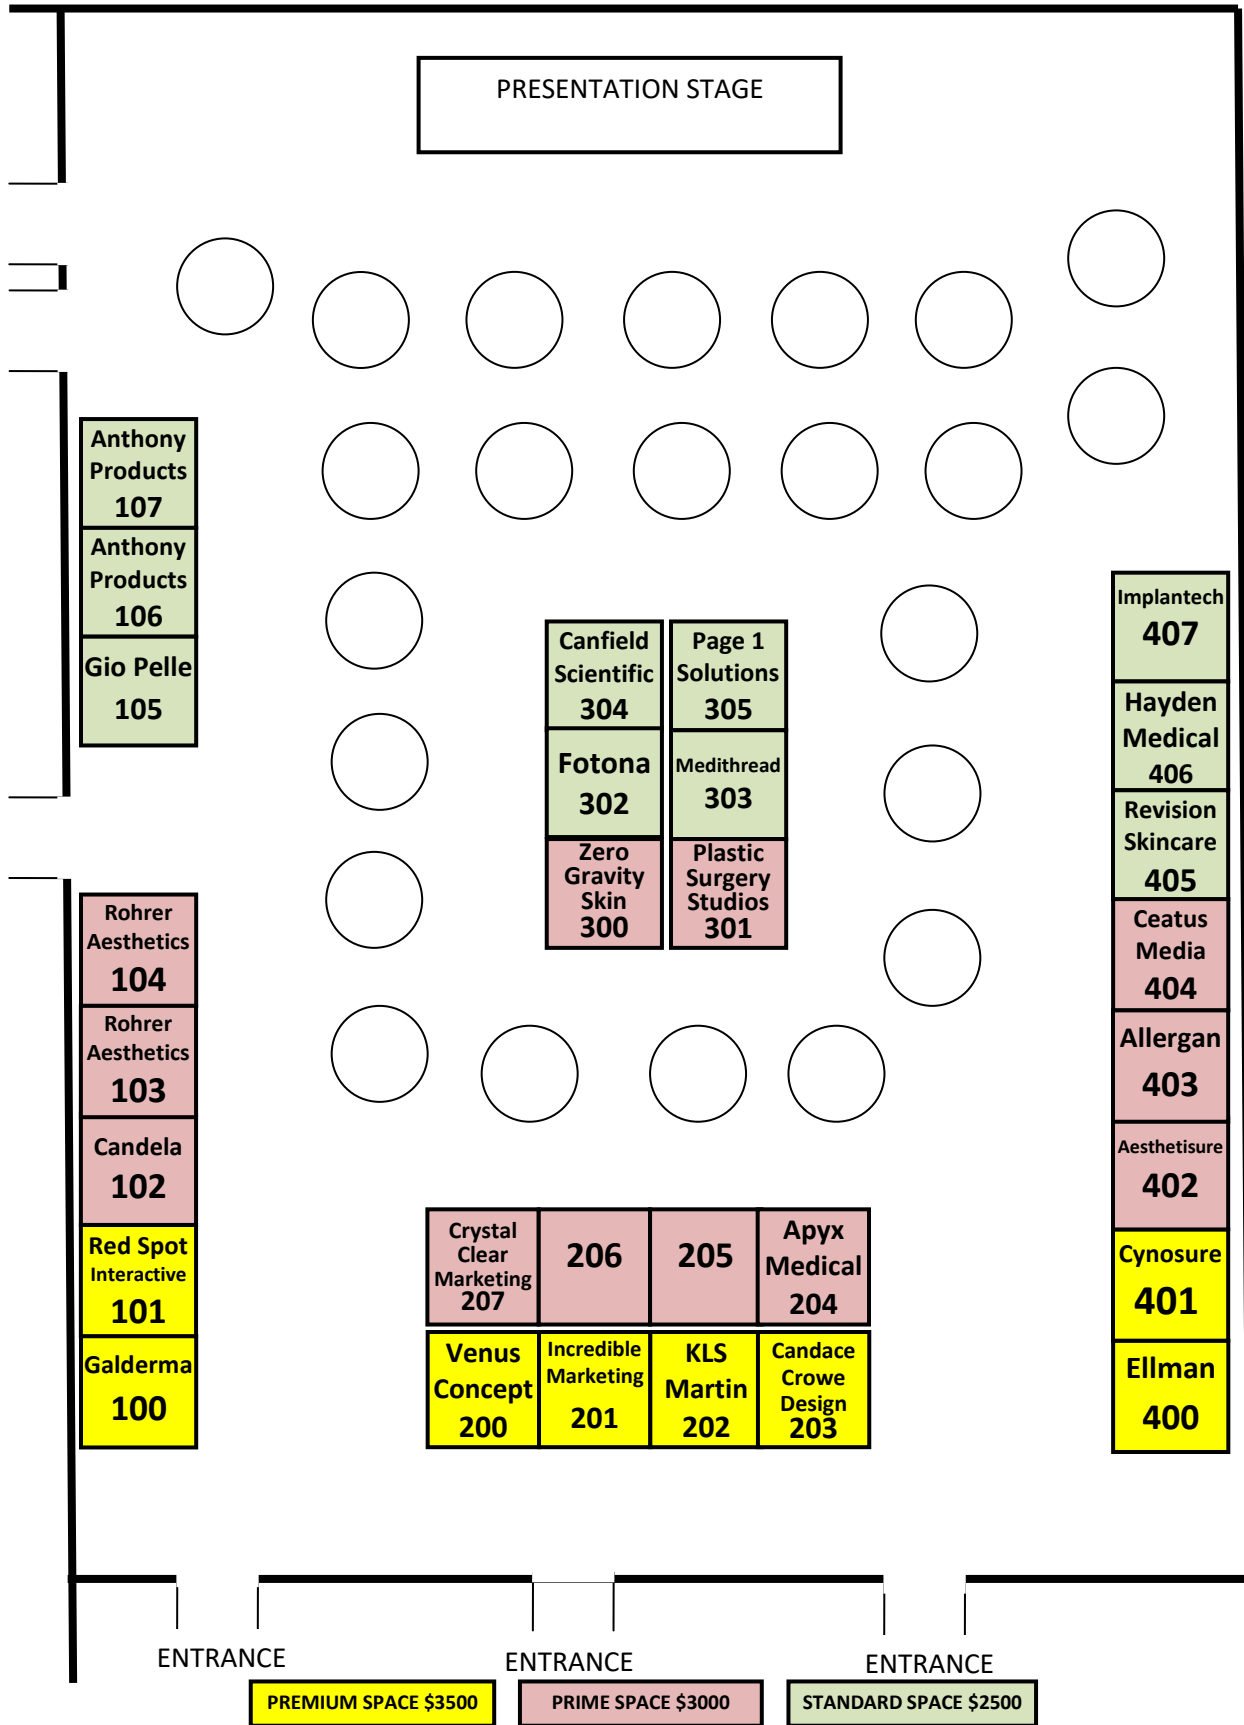 PRESENTATION STAGE
Anthony
Products
107
Anthony
Products
106
Gio Pelle
105
Rohrer
Aesthetics
104
Rohrer
Aesthetics
103
Candela
102
Red Spot
Interactive
101
Galderma
100
Canfield
Scientific
304
Page 1
Solutions
305
Fotona
302
Medithread
303
Zero
Gravity
Skin
300
Plastic
Surgery
Studios
301
Crystal
Clear
Marketing
207
206
205
Apyx
Medical
204
Venus
Concept
200
Incredible
Marketing
201
KLS
Martin
202
Candace
Crowe
Design
203
Implantech
407
Hayden
Medical
406
Revision
Skincare
405
Ceatus
Media
404
Allergan
403
Aesthetisure
402
Cynosure
401
Ellman
400
ENTRANCE
ENTRANCE
ENTRANCE
PREMIUM SPACE $3500
PRIME SPACE $3000
STANDARD SPACE $2500